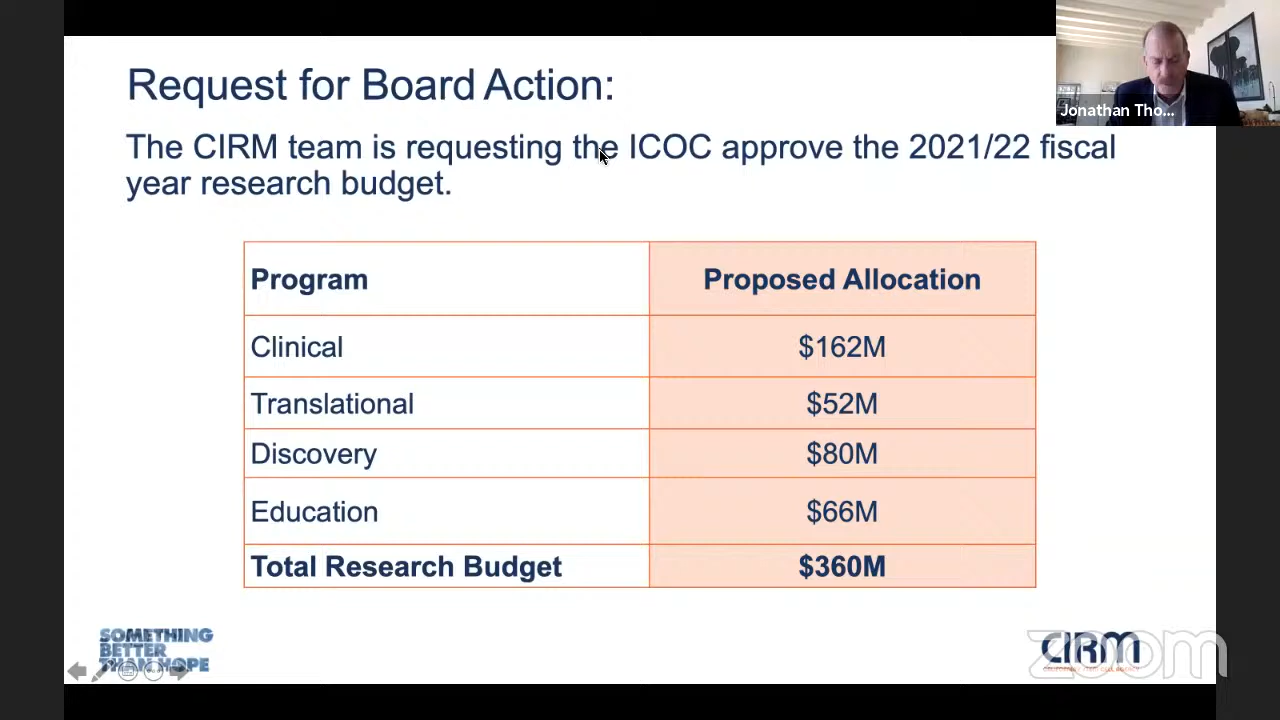 Request for Board Action:
The CIRM team is requesting the ICOC approve the 2021/22 fiscal
year research budget.
Jonathan Tho...
Program Proposed Allocation
Clinical $162M
Translational $52M
Discovery $80M
Education $66M
Total Research Budget $360M
SOMETHING
BETTER
THAN HOPE
CIRM
zoom